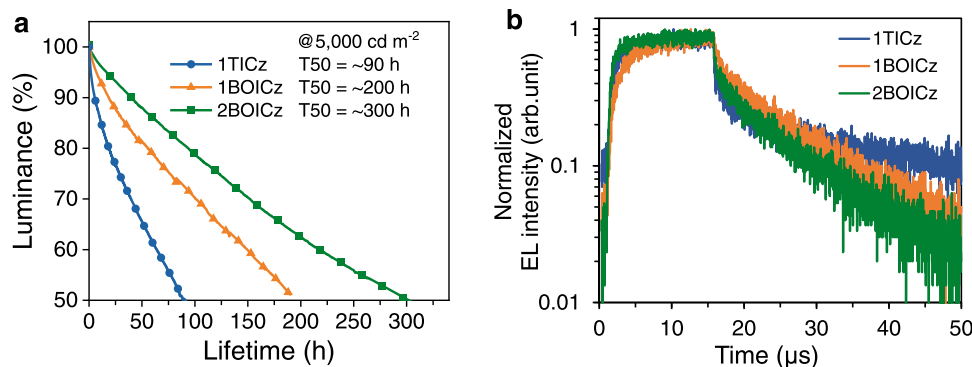 a
Luminance (%)
100
90
80
70
60
50
0
50
100
150
200
250
300
Lifetime (h)
@5,000 cd m⁻²
1TICz T50 = ~90 h
1BOICz T50 = ~200 h
2BOICz T50 = ~300 h
b
Normalized
EL intensity (arb.unit)
1
0.1
0.01
0
10
20
30
40
50
Time (µs)
1TICz
1BOICz
2BOICz